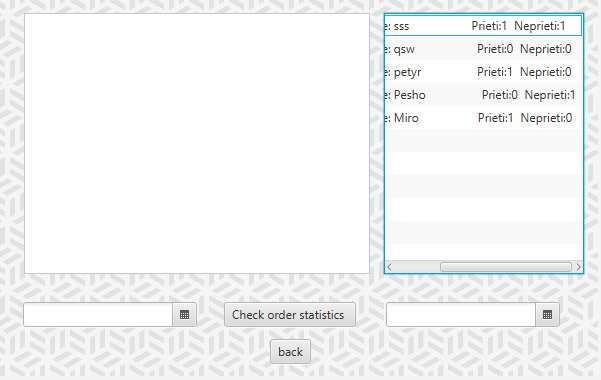 e: sss Prieti:1 Neprieti:1
e: qsw Prieti:0 Neprieti:0
e: petyr Prieti:1 Neprieti:0
e: Pesho Prieti:0 Neprieti:1
e: Miro Prieti:1 Neprieti:0
Check order statistics
back